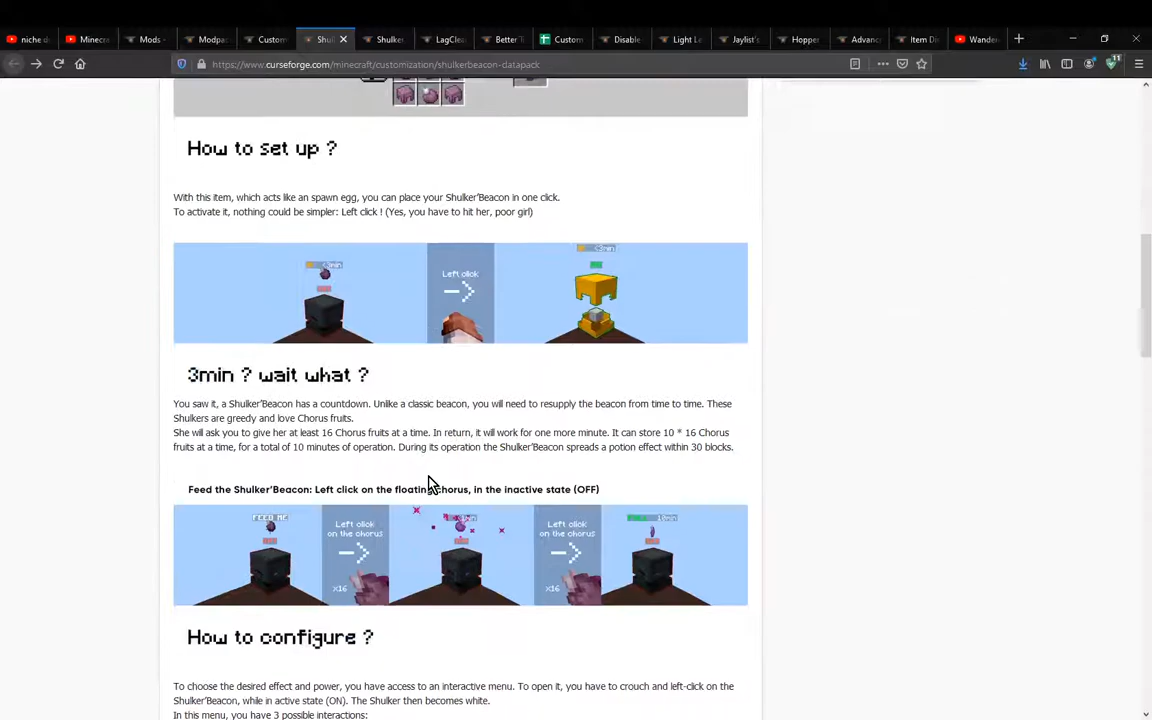 niche d
Minecr
Mods -
Modpa
Custom
Shul
Shulker
LagClea
Better T
Custom
Disable
Light Le
Jaylist's
Hopper
Advanc
Item De
Wander
https://www.curseforge.com/minecraft/customization/shulkerbeacon-datapack
11
How to set up ?
With this item, which acts like an spawn egg, you can place your Shulker'Beacon in one click.
To activate it, nothing could be simpler: Left click ! (Yes, you have to hit her, poor girl)
Left click
3min ? wait what ?
You saw it, a Shulker'Beacon has a countdown. Unlike a classic beacon, you will need to resupply the beacon from time to time. These
Shulkers are greedy and love Chorus fruits.
She will ask you to give her at least 16 Chorus fruits at a time. In return, it will work for one more minute. It can store 10 * 16 Chorus
fruits at a time, for a total of 10 minutes of operation. During its operation the Shulker'Beacon spreads a potion effect within 30 blocks.
Feed the Shulker'Beacon: Left click on the floating chorus, in the inactive state (OFF)
FEED ME
Left click
on the chorus
X16
Left click
on the chorus
X16
10min
How to configure ?
To choose the desired effect and power, you have access to an interactive menu. To open it, you have to crouch and left-click on the
Shulker'Beacon, while in active state (ON). The Shulker then becomes white.
In this menu, you have 3 possible interactions: